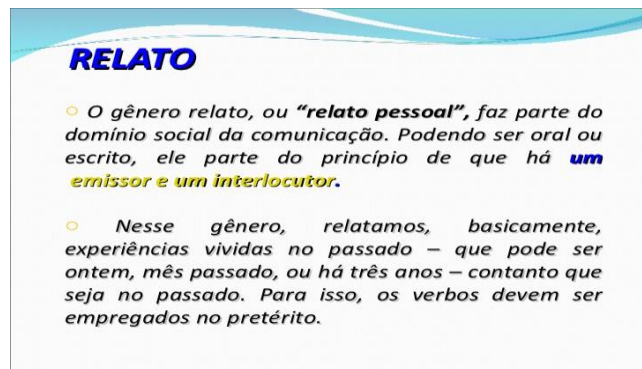 RELATO
O gênero relato, ou “relato pessoal”, faz parte do
domínio social da comunicação. Podendo ser oral ou
escrito, ele parte do princípio de que há um
emissor e um interlocutor.
Nesse gênero, relatamos, basicamente,
experiências vividas no passado – que pode ser
ontem, mês passado, ou há três anos – contanto que
seja no passado. Para isso, os verbos devem ser
empregados no pretérito.